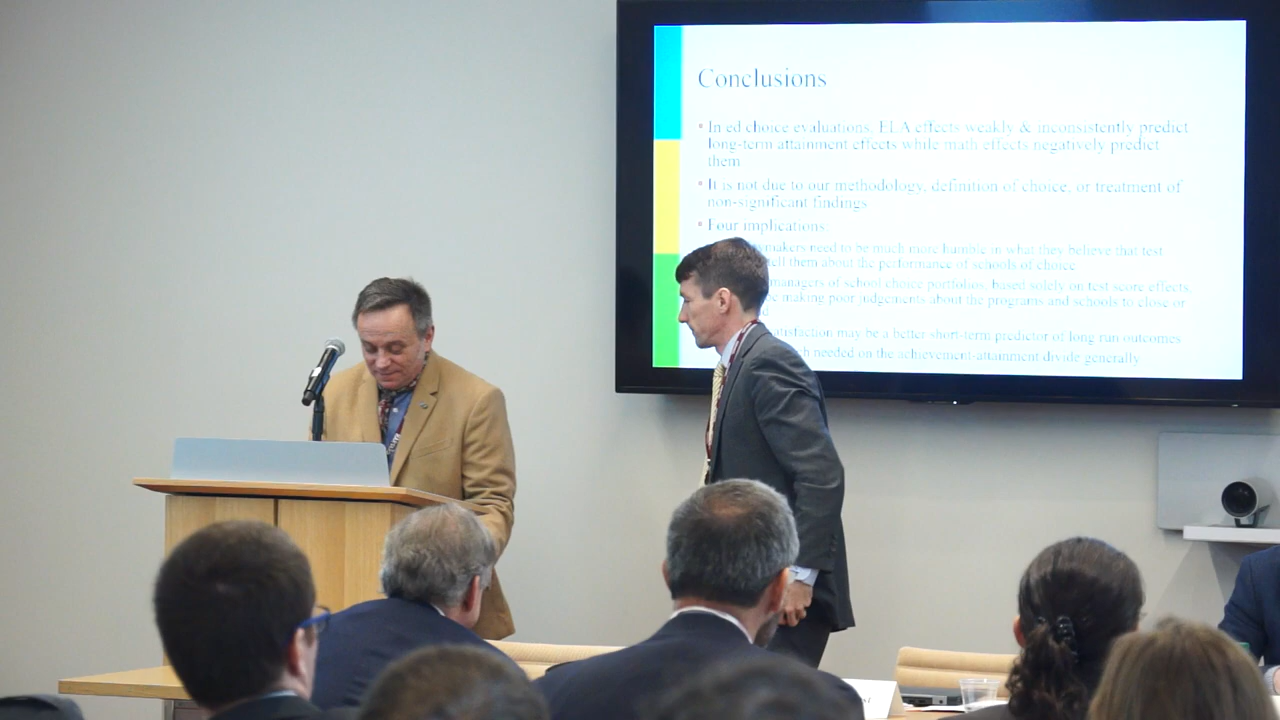 Conclusions
In ed choice evaluations, ELA effects weakly & inconsistently predict
long-term attainment effects while math effects negatively predict
them
It is not due to our methodology, definition of choice, or treatment of
non-significant findings
Four implications:
makers need to be much more humble in what they believe that test
tell them about the performance of schools of choice
managers of school choice portfolios, based solely on test score effects,
making poor judgements about the programs and schools to close or
may be a better short-term predictor of long run outcomes
needed on the achievement-attainment divide generally